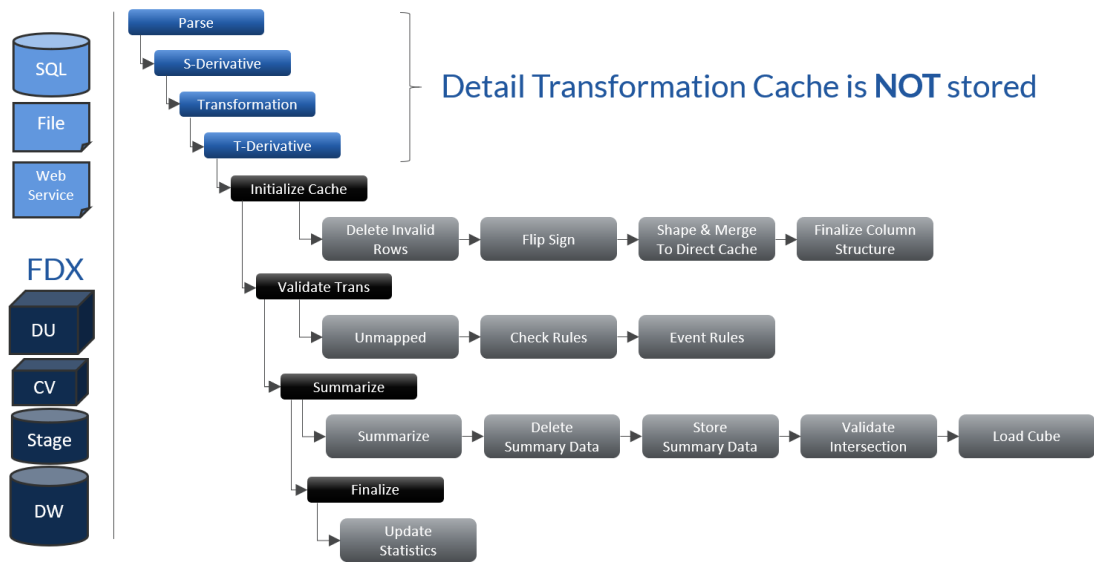 SQL
File
Web
Service
FDX
DU
CV
Stage
DW
Parse
S-Derivative
Transformation
T-Derivative
Detail Transformation Cache is NOT stored
Initialize Cache
Delete Invalid
Rows
Flip Sign
Shape & Merge
To Direct Cache
Finalize Column
Structure
Validate Trans
Unmapped
Check Rules
Event Rules
Summarize
Summarize
Delete
Summary Data
Store
Summary Data
Validate
Intersection
Load Cube
Finalize
Update
Statistics